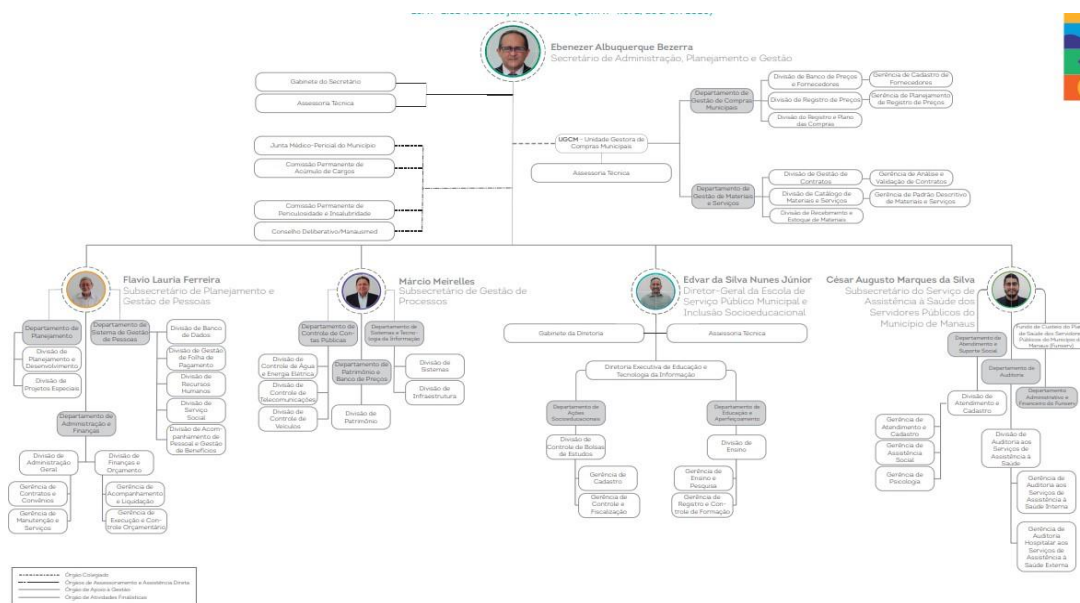 Ebenezer Albuquerque Bezerra
Secretário de Administração, Planejamento e Gestão
Gabinete do Secretário
Assessoria Técnica
Junta Médico-Pericial do Município
Comissão Permanente de
Acúmulo de Cargos
Comissão Permanente de
Periculosidade e Insalubridade
Conselho Deliberativo/Manausmed
UGCM - Unidade Gestora de
Compras Municipais
Assessoria Técnica
Departamento de
Gestão de Compras
Municipais
Divisão de Banco de Preços
e Fornecedores
Gerência de Cadastro de
Fornecedores
Divisão de Registro de Preços
Gerência de Planejamento
de Registro de Preços
Divisão de Registro e Plano
das Compras
Departamento de
Gestão de Materiais
e Serviços
Divisão de Gestão de
Contratos
Gerência de Análise e
Validação de Contratos
Divisão de Catálogo de
Materiais e Serviços
Gerência de Padrão Descritivo
de Materiais e Serviços
Divisão de Recebimento e
Estoque de Materiais
Flavio Lauria Ferreira
Subsecretário de Planejamento e
Gestão de Pessoas
Departamento de
Planejamento
Divisão de
Planejamento e
Desenvolvimento
Divisão de
Projetos Especiais
Departamento de
Sistema de Gestão
de Pessoas
Divisão de Banco
de Dados
Divisão de Gestão
de Folha de
Pagamento
Divisão de
Recursos
Humanos
Divisão de
Serviço
Social
Divisão de Acom-
panhamento de
Pessoal e Gestão
de Benefícios
Departamento de
Administração e
Finanças
Divisão de
Administração
Geral
Gerência de
Contratos e
Convênios
Gerência de
Manutenção e
Serviços
Divisão de
Finanças e
Orçamento
Gerência de
Acompanhamento
e Liquidação
Gerência de
Execução e Con-
trole Orçamentário
Márcio Meirelles
Subsecretário de Gestão de
Processos
Departamento de
Controle de Con-
tas Públicas
Divisão de
Controle de Água
e Energia Elétrica
Divisão de
Controle de
Telecomunicações
Divisão de
Controle de
Veículos
Departamento de
Patrimônio e
Banco de Preços
Divisão de
Patrimônio
Departamento de
Sistemas e Tecno-
logia da Informação
Divisão de
Sistemas
Divisão de
Infraestrutura
Edvar da Silva Nunes Júnior
Diretor-Geral da Escola de
Serviço Público Municipal e
Inclusão Socioeducacional
Gabinete da Diretoria
Assessoria Técnica
Diretoria Executiva de Educação e
Tecnologia da Informação
Departamento de
Ações
Socioeducacionais
Divisão de
Controle de Bolsas
de Estudos
Gerência de
Cadastro
Gerência de
Controle e
Fiscalização
Departamento de
Educação e
Aperfeiçoamento
Divisão de
Ensino
Gerência de
Ensino e
Pesquisa
Gerência de
Registro e Con-
trole de Formação
César Augusto Marques da Silva
Subsecretário do Serviço de
Assistência à Saúde dos
Servidores Públicos do
Município de Manaus
Fundo de Custeio do Plano
de Saúde dos Servidores
Públicos do Município de
Manaus (Funserv)
Departamento de
Atendimento e
Suporte Social
Departamento de
Auditoria
Departamento
Administrativo e
Financeiro do Funserv
Divisão de
Atendimento e
Cadastro
Gerência de
Atendimento e
Cadastro
Gerência de
Assistência
Social
Gerência de
Psicologia
Divisão de
Auditoria aos
Serviços de
Assistência à
Saúde
Gerência de
Auditoria aos
Serviços de
Assistência à
Saúde Interna
Gerência de
Auditoria
Hospitalar aos
Serviços de
Assistência à
Saúde Externa
Órgão Colegiado
Órgãos de Assessoramento e Assistência Direta
Órgão de Apoio à Gestão
Órgão de Atividades Finalísticas